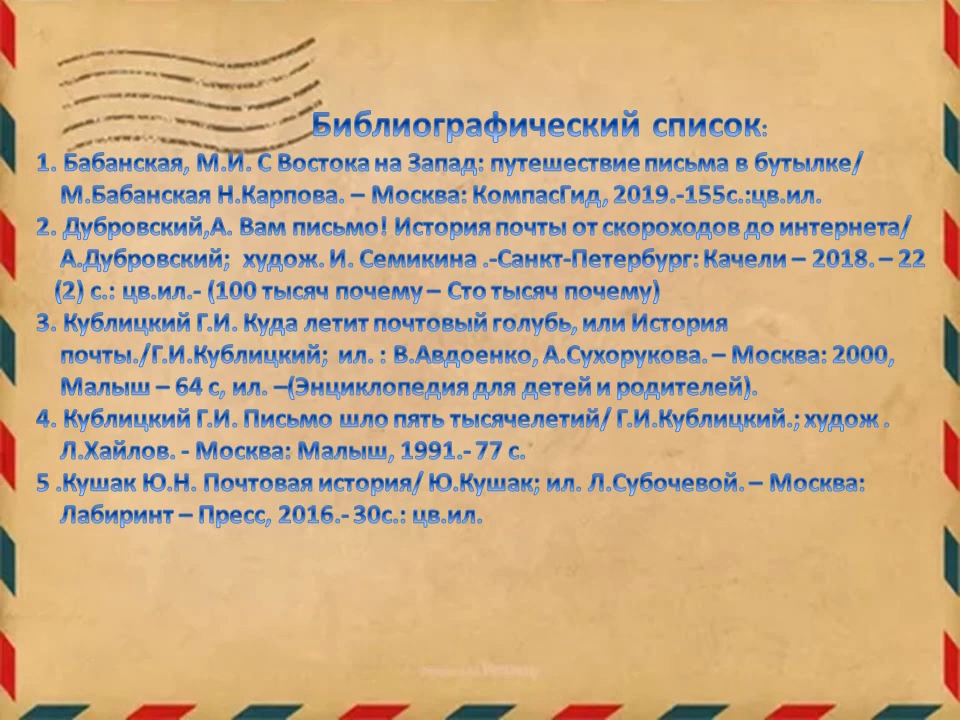 Библиографический список:
1. Бабанская, М.И. С Востока на Запад: путешествие письма в бутылке/
М.Бабанская Н.Карпова. – Москва: КомпасГид, 2019.-155с.:цв.ил.
2. Дубровский,А. Вам письмо! История почты от скороходов до интернета/
А.Дубровский; худож. И. Семикина .-Санкт-Петербург: Качели – 2018. – 22
(2) с.: цв.ил.- (100 тысяч почему – Сто тысяч почему)
3. Кублицкий Г.И. Куда летит почтовый голубь, или История
почты./Г.И.Кублицкий; ил. : В.Авдоенко, А.Сухорукова. – Москва: 2000,
Малыш – 64 с, ил. –(Энциклопедия для детей и родителей).
4. Кублицкий Г.И. Письмо шло пять тысячелетий/ Г.И.Кублицкий.; худож .
Л.Хайлов. - Москва: Малыш, 1991.- 77 с.
5 .Кушак Ю.Н. Почтовая история/ Ю.Кушак; ил. Л.Субочевой. – Москва:
Лабиринт – Пресс, 2016.- 30с.: цв.ил.